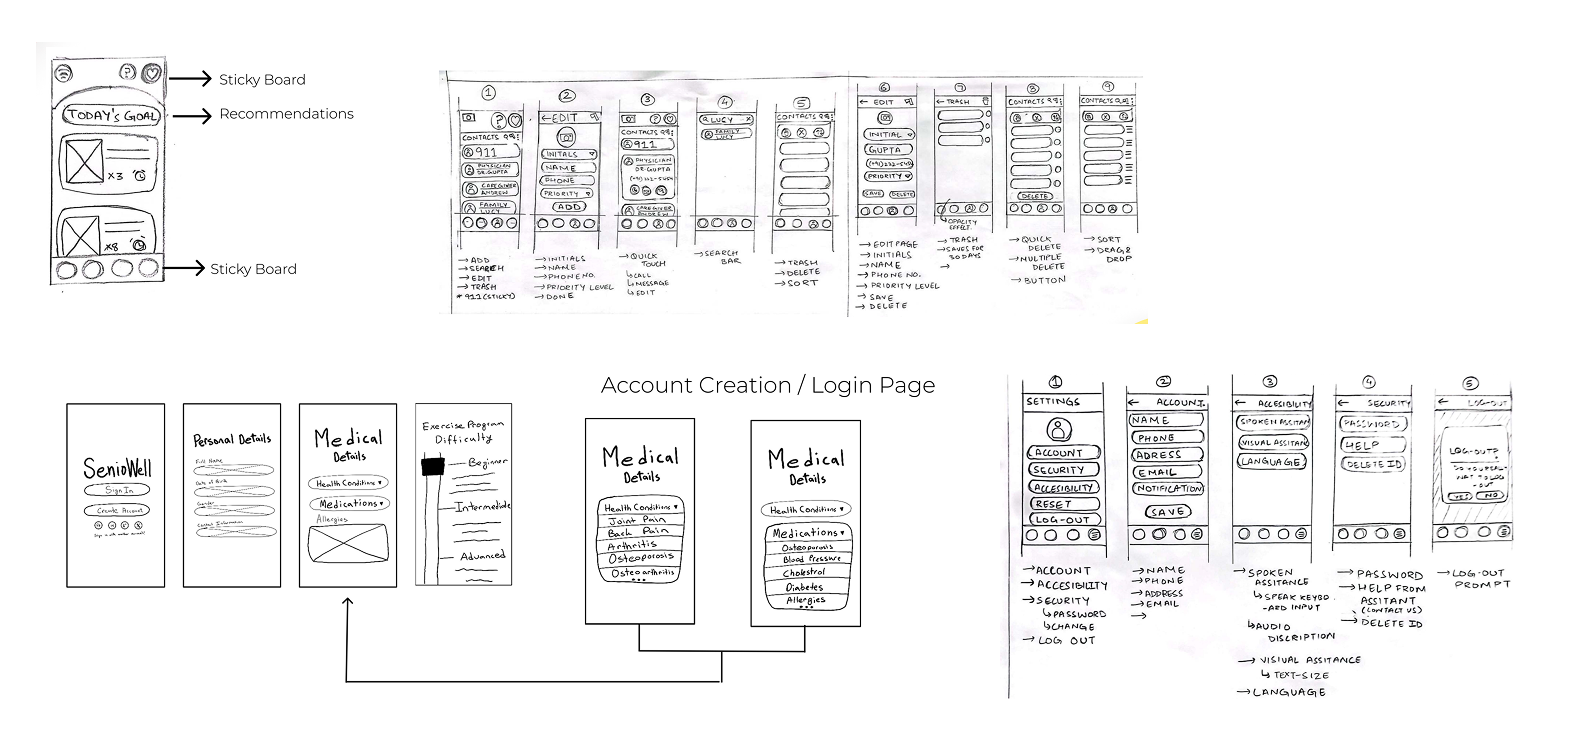 Sticky Board
Recommendations
TODAY'S GOAL
x3
x8
Sticky Board
1
CONTACTS
911
PHYSICIAN
DR.GUPTA
CAREGIVER
ANDREW
FAMILY
LUCY
→ ADD
→ SEARCH
→ EDIT
→ TRASH
* 911 (STICKY)
2
← EDIT
INITALS
NAME
PHONE
PRIORITY
ADD
→ INITIALS
→ NAME
→ PHONE NO.
→ PRIORITY LEVEL
→ DONE
3
CONTACTS
911
PHYSICIAN
DR.GUPTA
CAREGIVER
ANDREW
→ QUICK
TOUCH
↳ CALL
↳ MESSAGE
↳ EDIT
4
LUCY x
FAMILY
LUCY
→ SEARCH
BAR
5
CONTACTS
→ TRASH
→ DELETE
→ SORT
6
← EDIT
INITIAL
GUPTA
PRIORITY
SAVE DELETE
→ EDIT PAGE
→ INITIALS
→ NAME
→ PHONE NO.
→ PRIORITY LEVEL
→ SAVE
→ DELETE
7
← TRASH
↳ OPACITY
EFFECT.
→ TRASH
→ SAVES FOR
30 DAYS
→
8
CONTACTS
DELETE
→ QUICK
DELETE
→ MULTIPLE
DELETE
→ BUTTON
9
CONTACTS
→ SORT
→ DRAG &
DROP
Account Creation / Login Page
SenioWell
Sign In
Create Account
Personal Details
Full Name
Date of Birth
Gender
Contact Information
Medical
Details
Health Conditions
Medications
Allergies
Exercise Program
Difficulty
Beginner
Intermediate
Advanced
Medical
Details
Health Conditions
Joint Pain
Back Pain
Arthritis
Osteoporosis
Osteoarthritis
Medical
Details
Health Conditions
Medications
Osteoporosis
Blood Pressure
Cholestrol
Diabetes
Allergies
1
SETTINGS
ACCOUNT
SECURITY
ACCESIBILITY
RESET
LOG-OUT
→ ACCOUNT
→ ACCESIBILITY
→ SECURITY
↳ PASSWORD
↳ CHANGE
→ LOG OUT
2
← ACCOUNT.
NAME
PHONE
ADRESS
EMAIL
NOTIFICATION
SAVE
→ NAME
→ PHONE
→ ADDRESS
→ EMAIL
→
3
← ACCESIBILITY
SPOKEN ASSITAN
VISUAL ASSITAN
LANGUAGE
→ SPOKEN
ASSITANCE
↳ SPEAK KEYBO
-ARD INPUT
↳ AUDIO
DISCRIPTION
→ VISIUAL ASSITANCE
↳ TEXT-SIZE
→ LANGUAGE
4
← SECURITY
PASSWORD
HELP
DELETE ID
→ PASSWORD
→ HELP FROM
ASSITANT
(CONTACT US)
→ DELETE ID
5
← LOG-OUT
LOG-OUT?
YES NO
→ LOG-OUT
PROMPT